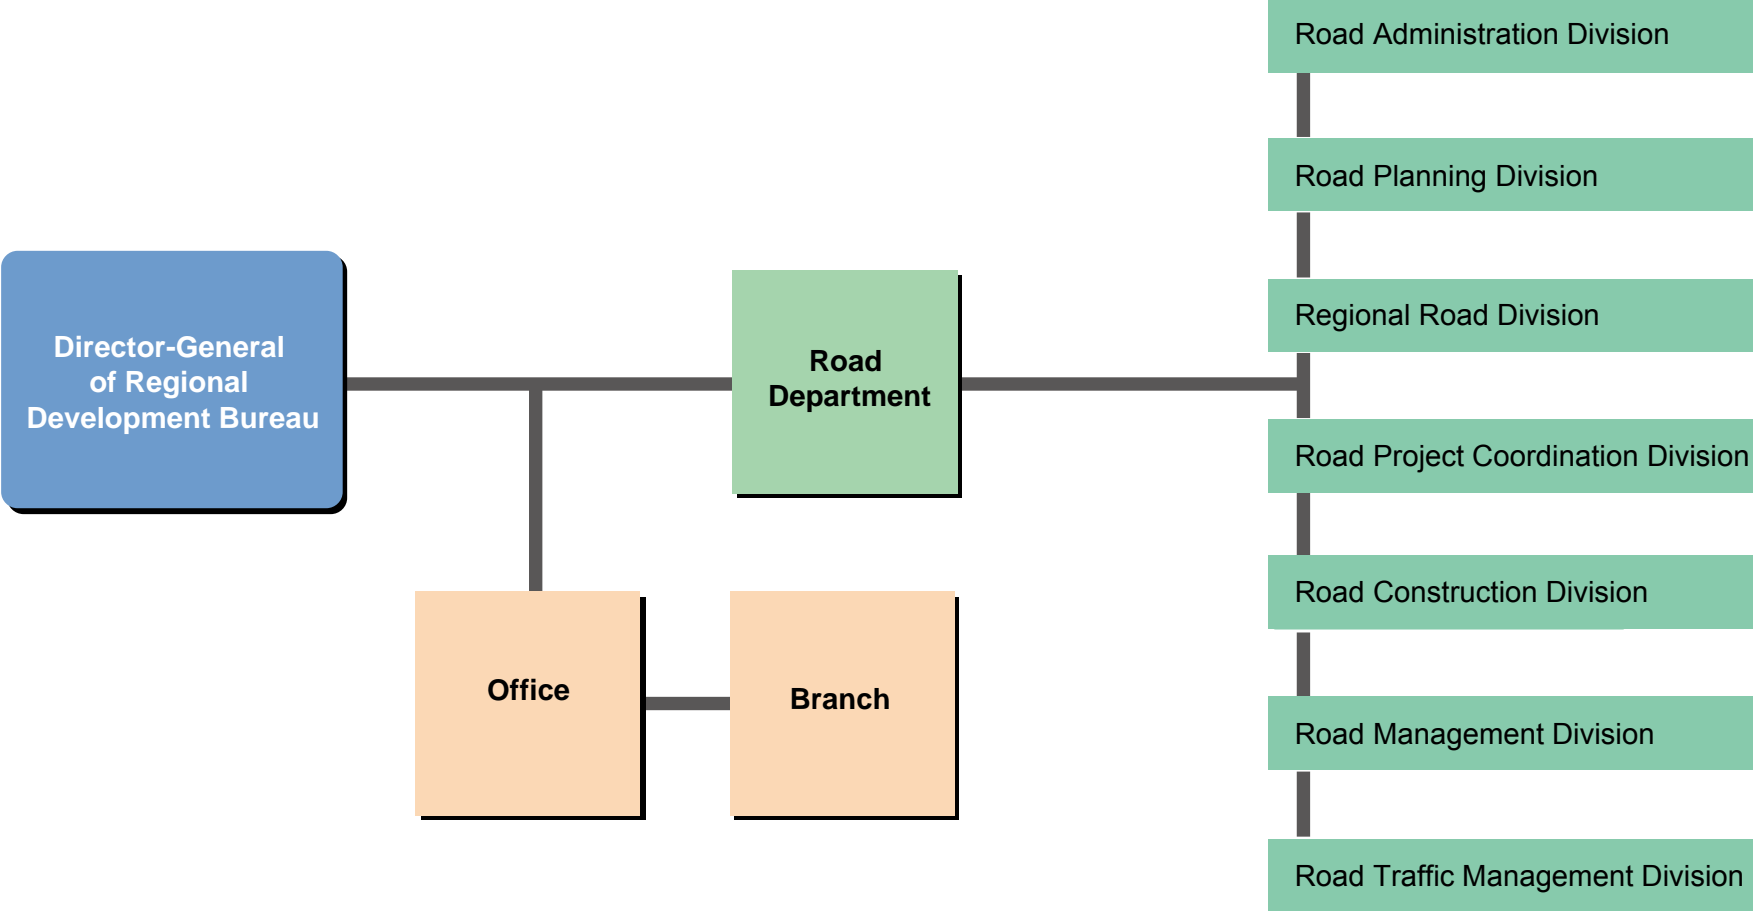 Director-General
of Regional
Development Bureau
Road
Department
Office
Branch
Road Administration Division
Road Planning Division
Regional Road Division
Road Project Coordination Division
Road Construction Division
Road Management Division
Road Traffic Management Division